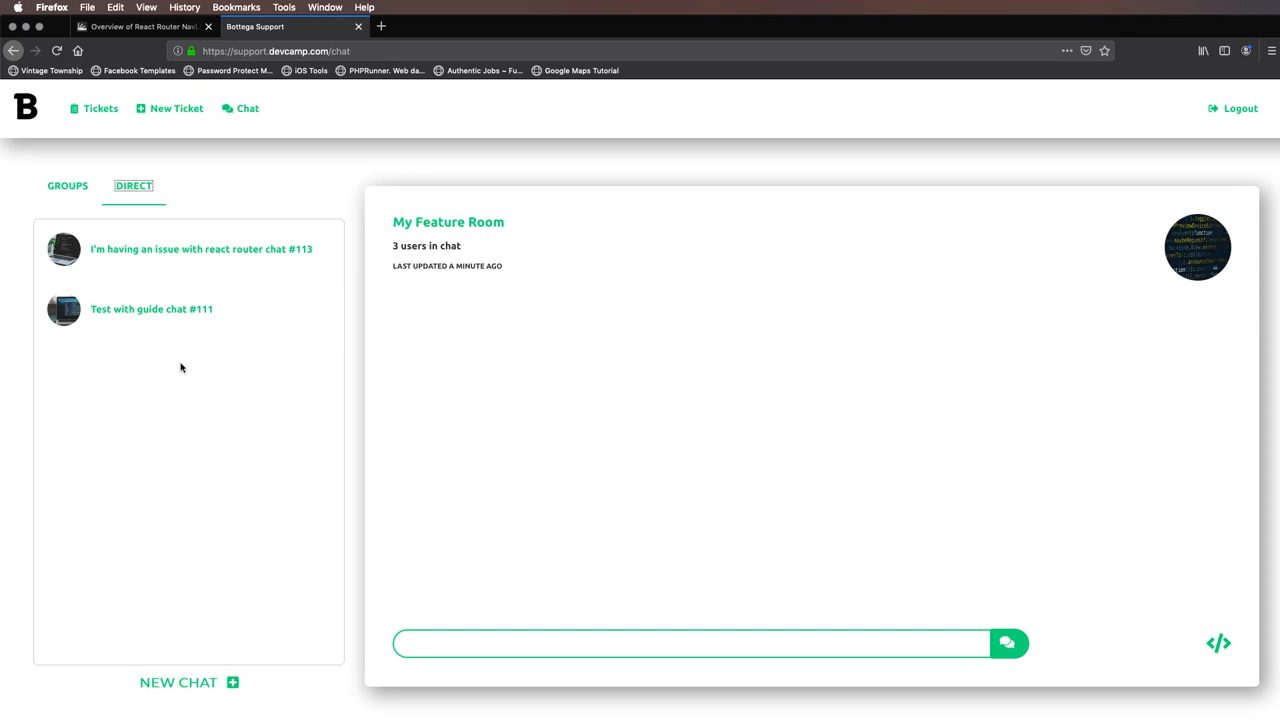 Firefox File Edit View History Bookmarks Tools Window Help
Overview of React Router NavL
Bottega Support
https://support.devcamp.com/chat
Vintage Township Facebook Templates Password Protect M... iOS Tools PHPRunner. Web da... Authentic Jobs ~ Fu... Google Maps Tutorial
B Tickets New Ticket Chat Logout
GROUPS DIRECT
I'm having an issue with react router chat #113
Test with guide chat #111
NEW CHAT
My Feature Room
3 users in chat
LAST UPDATED A MINUTE AGO
</>